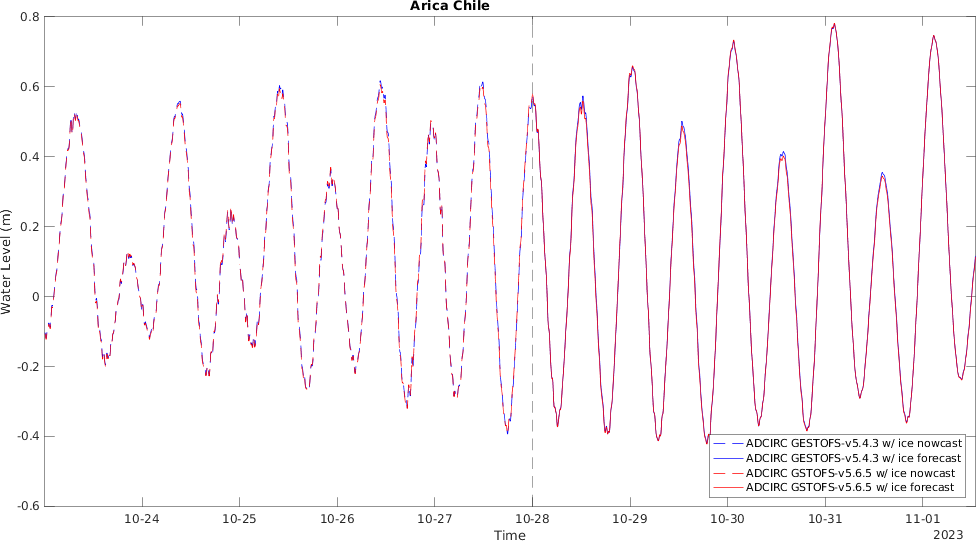 Arica Chile
0.8
0.6
0.4
0.2
0
-0.2
-0.4
-0.6
Water Level (m)
10-24
10-25
10-26
10-27
10-28
10-29
10-30
10-31
11-01
2023
Time
ADCIRC GESTOFS-v5.4.3 w/ ice nowcast
ADCIRC GESTOFS-v5.4.3 w/ ice forecast
ADCIRC GSTOFS-v5.6.5 w/ ice nowcast
ADCIRC GSTOFS-v5.6.5 w/ ice forecast